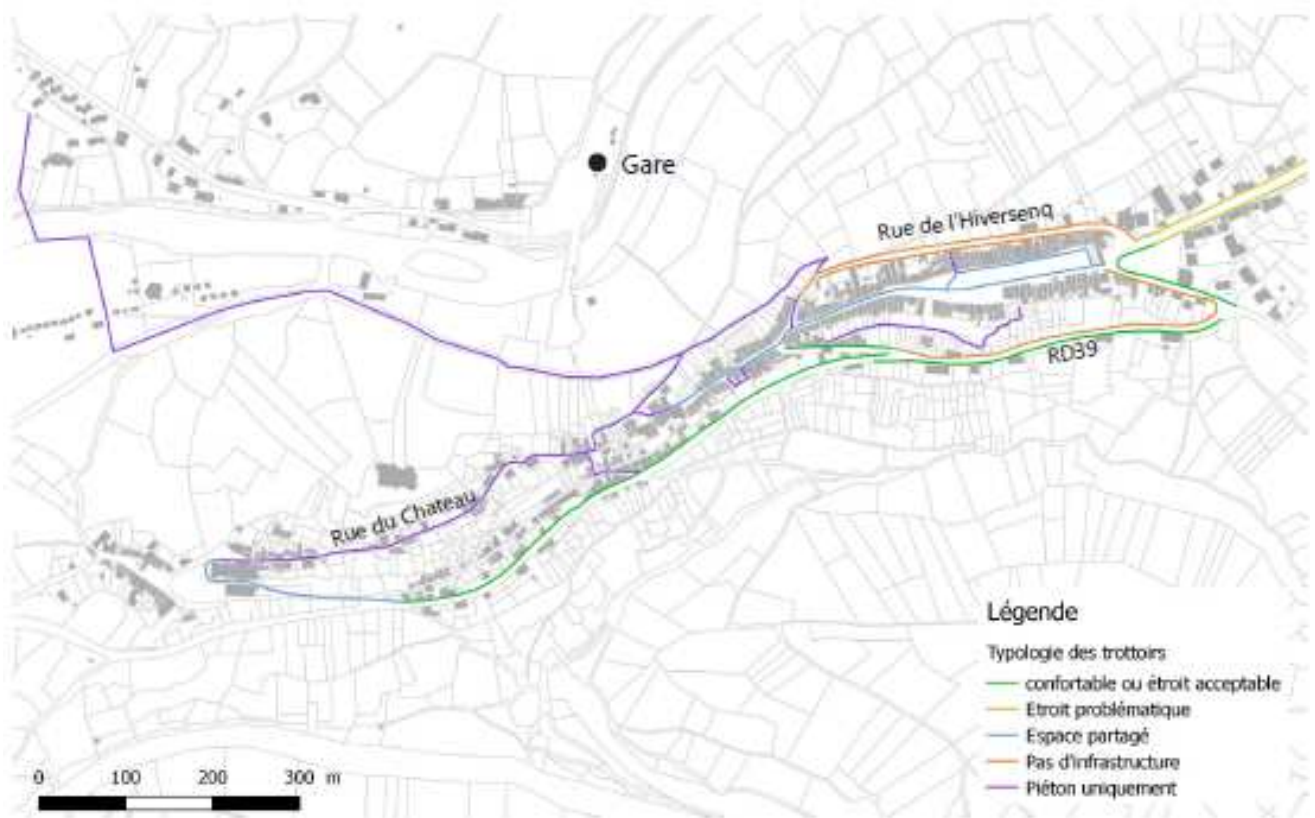 Gare
Rue de l'Hiversenq
RD39
Rue du Chateau
Légende
Typologie des trottoirs
confortable ou étroit acceptable
Etroit problématique
Espace partagé
Pas d'infrastructure
Piéton uniquement
0 100 200 300 m